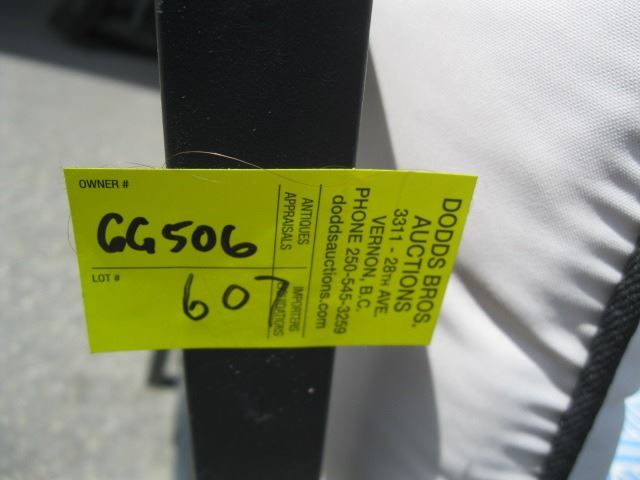 OWNER #
GG506
LOT #
607
ANTIQUES
APPRAISALS
IMPORTERS
LIQUIDATORS
DODDS BROS.
AUCTIONS
3311 - 28TH AVE.
VERNON, B.C.
PHONE 250-545-3259
doddsauctions.com